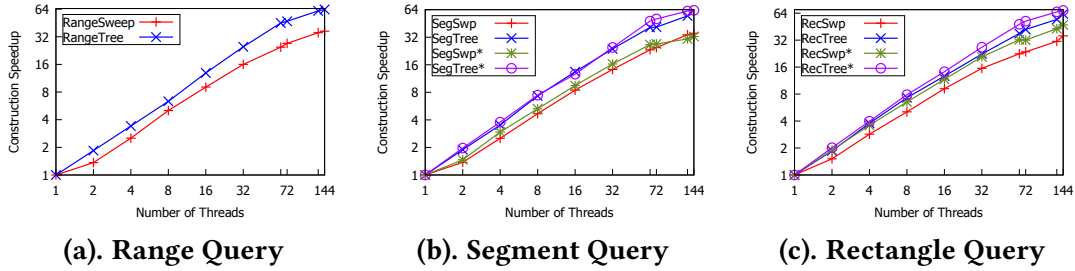 Construction Speedup
64
32
16
8
4
2
1
RangeSweep
RangeTree
1 2 4 8 16 32 72 144
Number of Threads
(a). Range Query
Construction Speedup
64
32
16
8
4
2
1
SegSwp
SegTree
SegSwp*
SegTree*
1 2 4 8 16 32 72 144
Number of Threads
(b). Segment Query
Construction Speedup
64
32
16
8
4
2
1
RecSwp
RecTree
RecSwp*
RecTree*
1 2 4 8 16 32 72 144
Number of Threads
(c). Rectangle Query